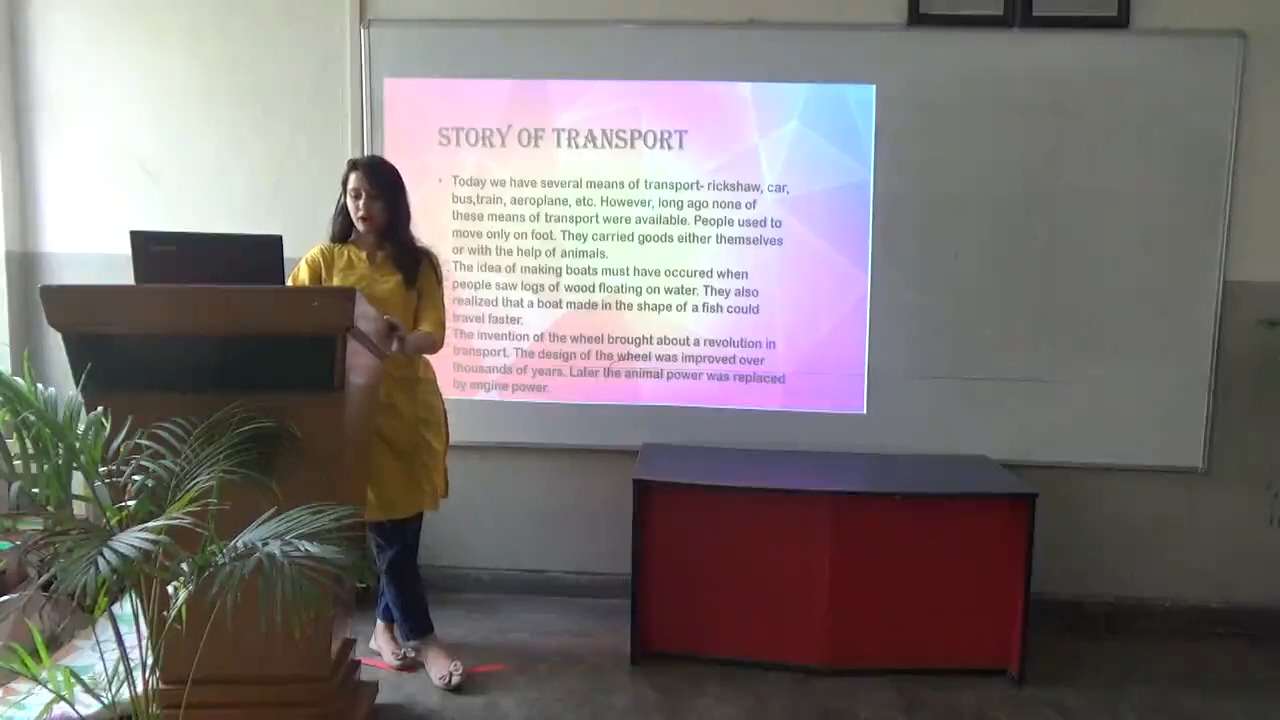 STORY OF TRANSPORT
• Today we have several means of transport- rickshaw, car,
bus,train, aeroplane, etc. However, long ago none of
these means of transport were available. People used to
move only on foot. They carried goods either themselves
or with the help of animals.
The idea of making boats must have occured when
people saw logs of wood floating on water. They also
realized that a boat made in the shape of a fish could
travel faster.
The invention of the wheel brought about a revolution in
transport. The design of the wheel was improved over
thousands of years. Later the animal power was replaced
by engine power.